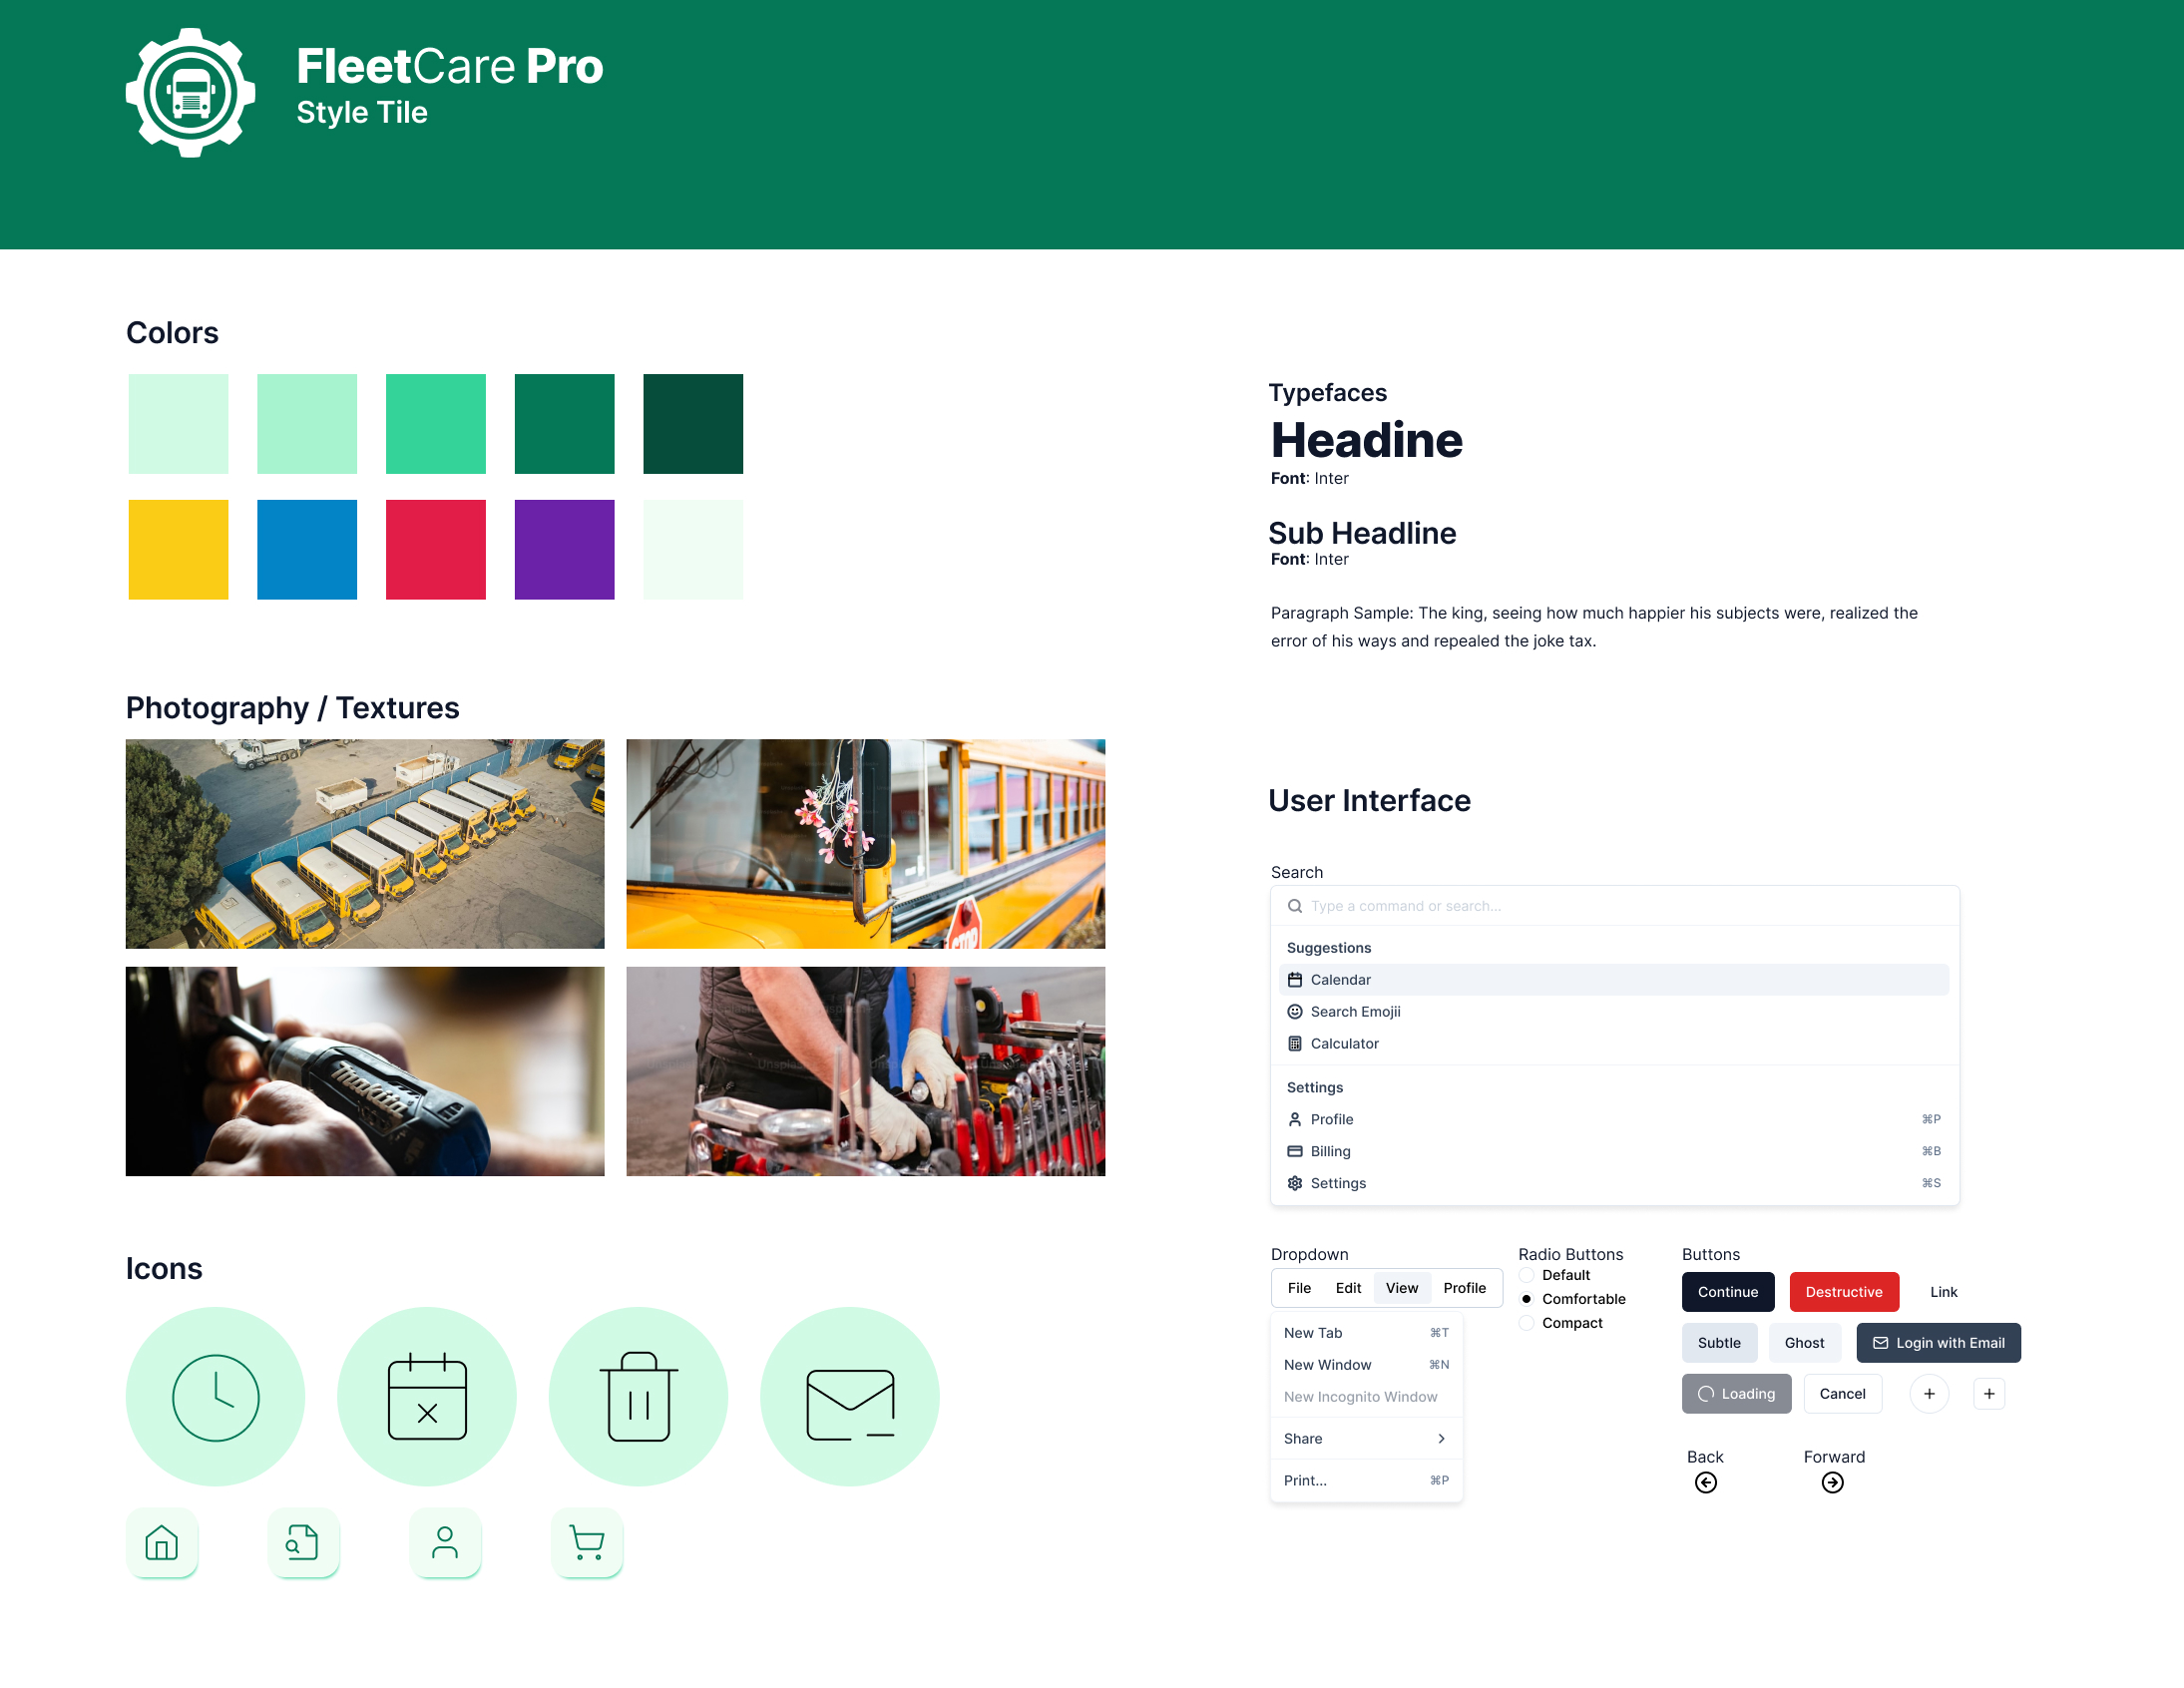 FleetCare Pro
Style Tile
Colors
Photography / Textures
STOP
makita
Unsplash
Icons
Typefaces
Headine
Font: Inter
Sub Headline
Font: Inter
Paragraph Sample: The king, seeing how much happier his subjects were, realized the
error of his ways and repealed the joke tax.
User Interface
Search
Type a command or search...
Suggestions
Calendar
Search Emojii
Calculator
Settings
Profile ⌘P
Billing ⌘B
Settings ⌘S
Dropdown
File Edit View Profile
New Tab ⌘T
New Window ⌘N
New Incognito Window
Share
Print... ⌘P
Radio Buttons
Default
Comfortable
Compact
Buttons
Continue Destructive Link
Subtle Ghost Login with Email
Loading Cancel + +
Back Forward